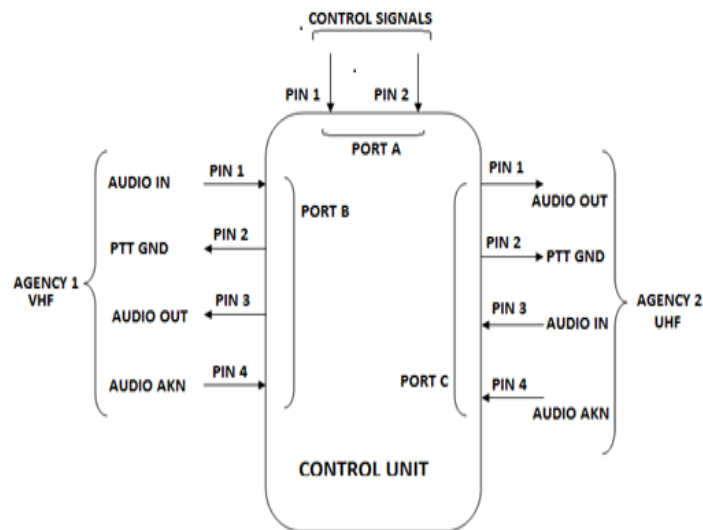 CONTROL SIGNALS
PIN 1 PIN 2
PORT A
AUDIO IN PIN 1
PTT GND PIN 2
AUDIO OUT PIN 3
AUDIO AKN PIN 4
AGENCY 1
VHF
PORT B
PORT C
PIN 1
AUDIO OUT
PIN 2 PTT GND
PIN 3 AUDIO IN
PIN 4
AUDIO AKN
AGENCY 2
UHF
CONTROL UNIT